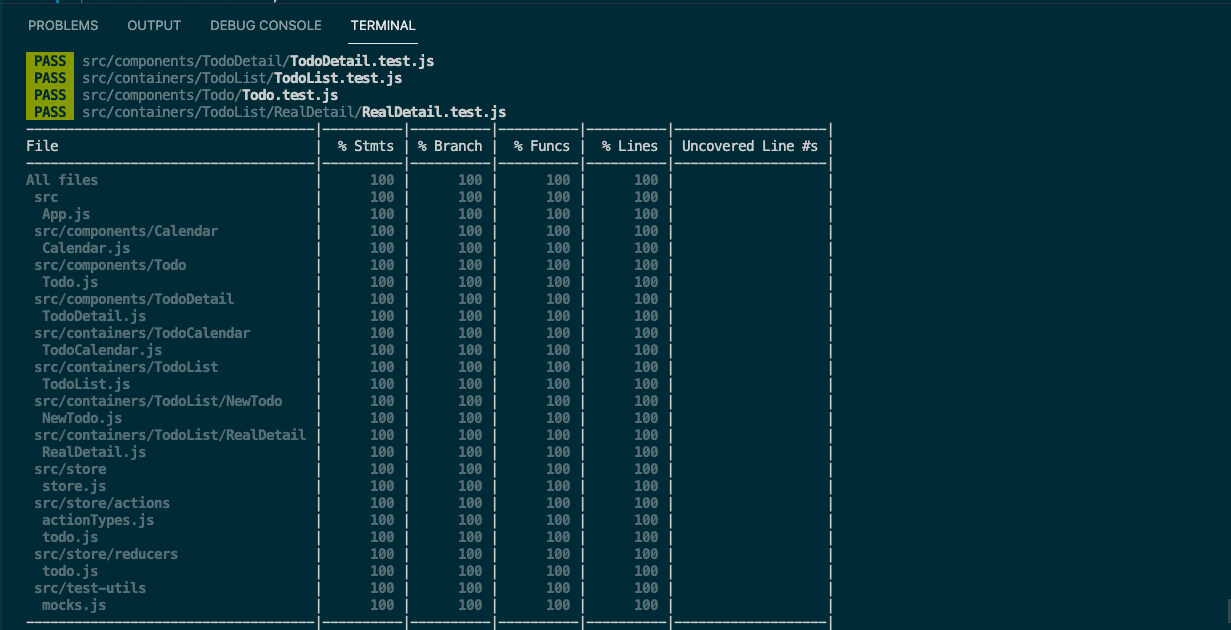 PROBLEMS OUTPUT DEBUG CONSOLE TERMINAL
PASS src/components/TodoDetail/TodoDetail.test.js
PASS src/containers/TodoList/TodoList.test.js
PASS src/components/Todo/Todo.test.js
PASS src/containers/TodoList/RealDetail/RealDetail.test.js
File | % Stmts | % Branch | % Funcs | % Lines | Uncovered Line #s |
All files | 100 | 100 | 100 | 100 | |
src | 100 | 100 | 100 | 100 | |
App.js | 100 | 100 | 100 | 100 | |
src/components/Calendar | 100 | 100 | 100 | 100 | |
Calendar.js | 100 | 100 | 100 | 100 | |
src/components/Todo | 100 | 100 | 100 | 100 | |
Todo.js | 100 | 100 | 100 | 100 | |
src/components/TodoDetail | 100 | 100 | 100 | 100 | |
TodoDetail.js | 100 | 100 | 100 | 100 | |
src/containers/TodoCalendar | 100 | 100 | 100 | 100 | |
TodoCalendar.js | 100 | 100 | 100 | 100 | |
src/containers/TodoList | 100 | 100 | 100 | 100 | |
TodoList.js | 100 | 100 | 100 | 100 | |
src/containers/TodoList/NewTodo | 100 | 100 | 100 | 100 | |
NewTodo.js | 100 | 100 | 100 | 100 | |
src/containers/TodoList/RealDetail | 100 | 100 | 100 | 100 | |
RealDetail.js | 100 | 100 | 100 | 100 | |
src/store | 100 | 100 | 100 | 100 | |
store.js | 100 | 100 | 100 | 100 | |
src/store/actions | 100 | 100 | 100 | 100 | |
actionTypes.js | 100 | 100 | 100 | 100 | |
todo.js | 100 | 100 | 100 | 100 | |
src/store/reducers | 100 | 100 | 100 | 100 | |
todo.js | 100 | 100 | 100 | 100 | |
src/test-utils | 100 | 100 | 100 | 100 | |
mocks.js | 100 | 100 | 100 | 100 | |